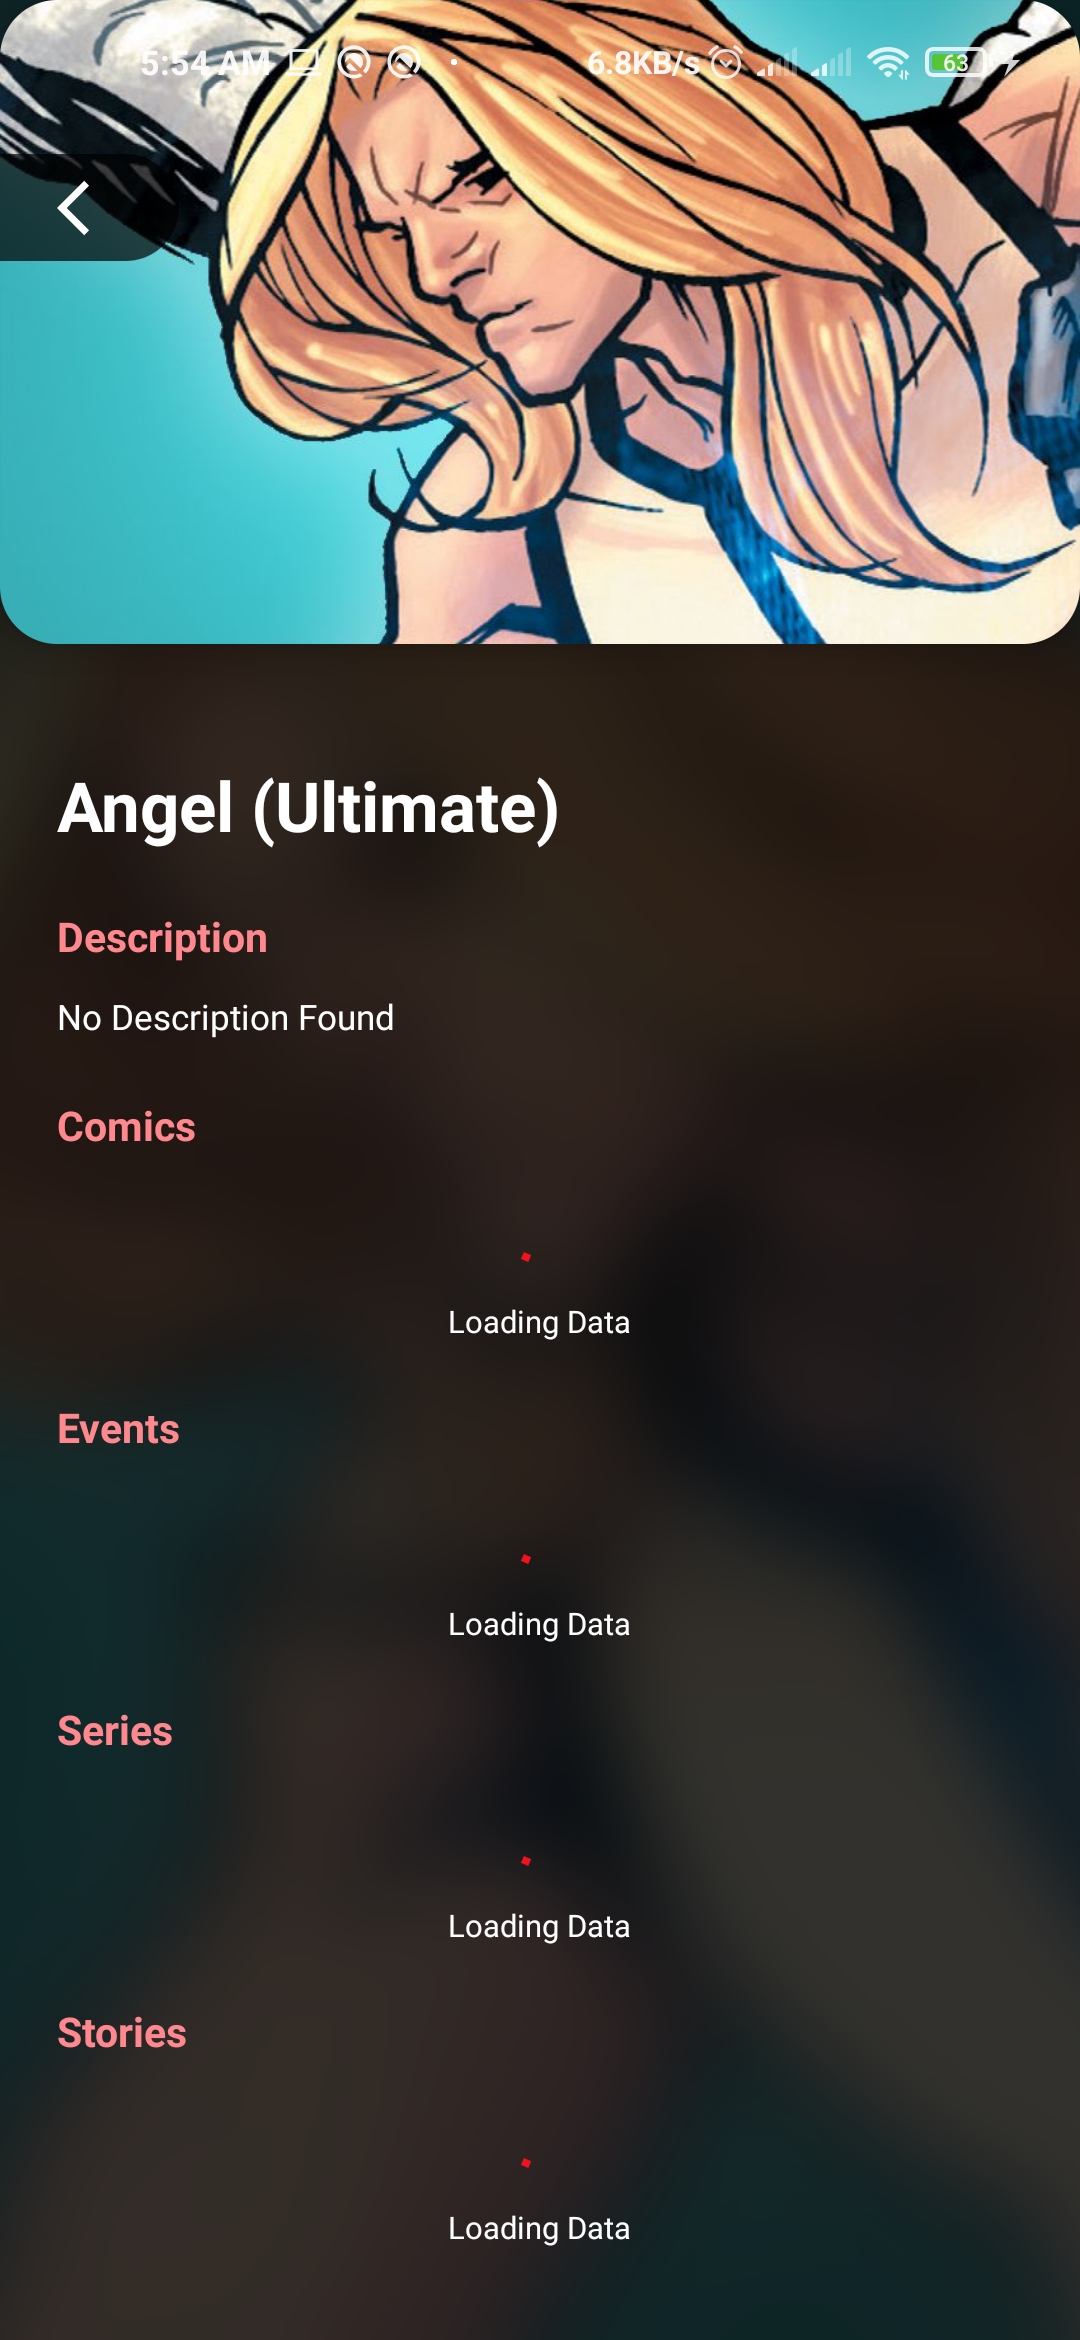 5:54 AM 6.8KB/s 63
Angel (Ultimate)
Description
No Description Found
Comics
Loading Data
Events
Loading Data
Series
Loading Data
Stories
Loading Data